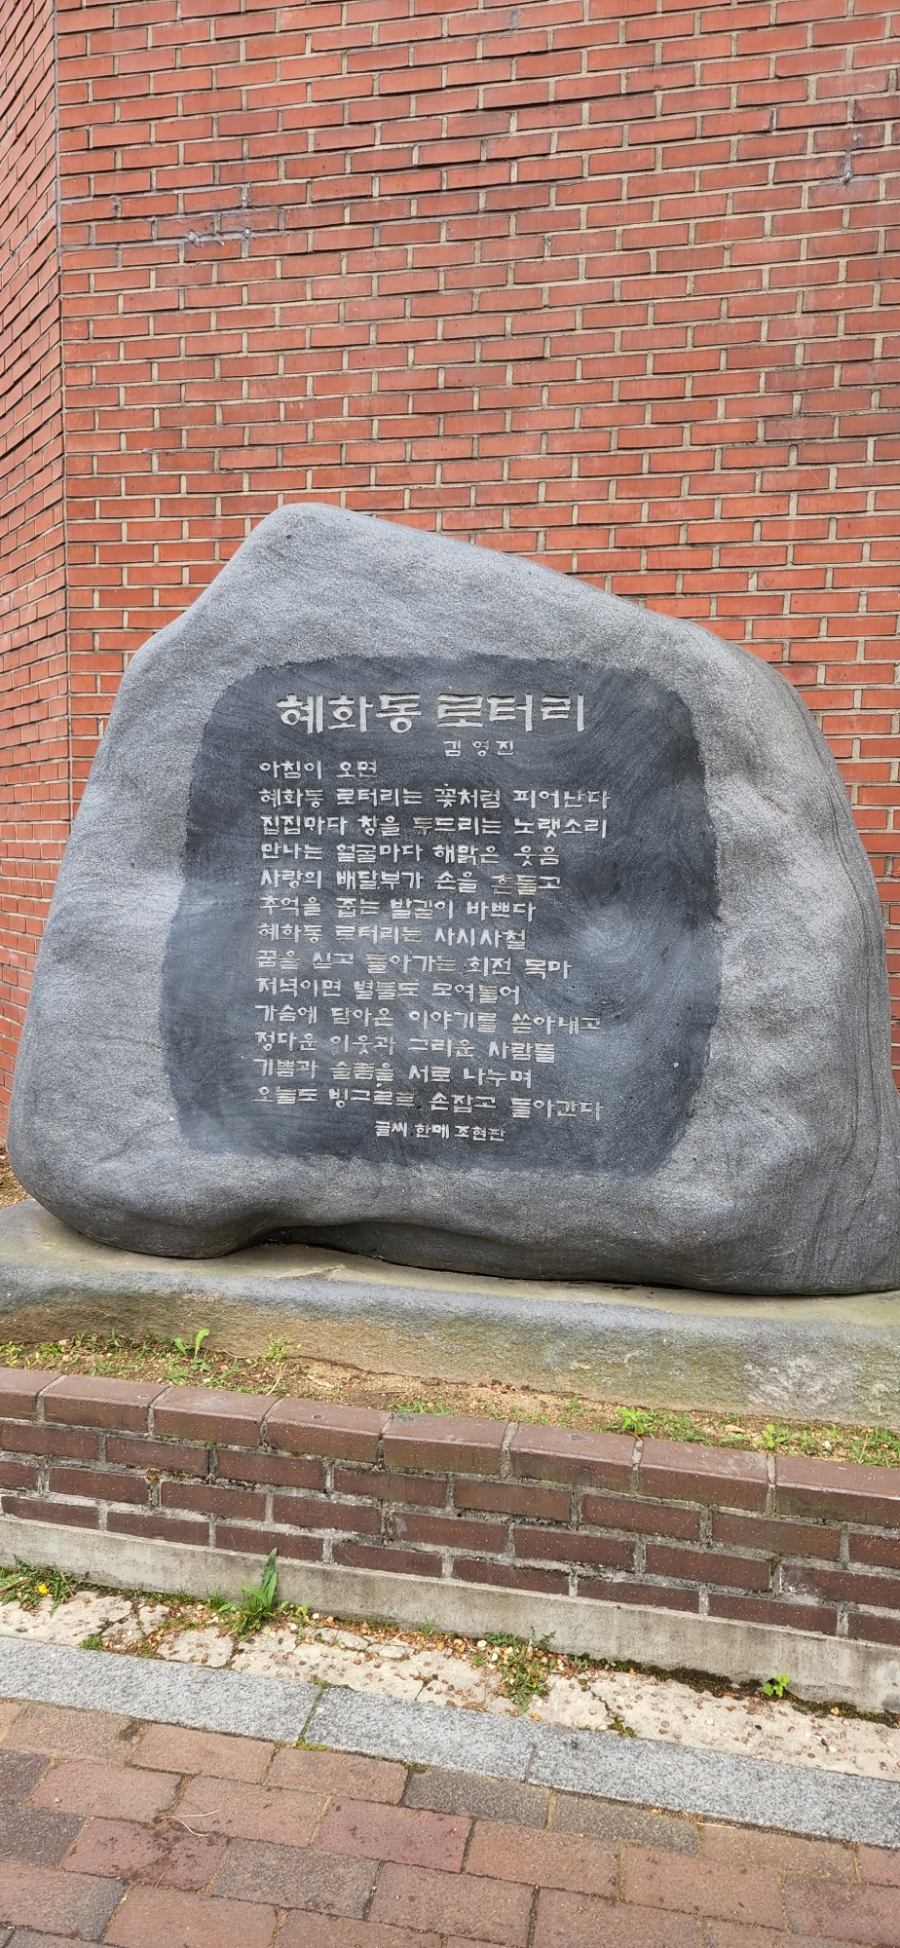 혜화동 로터리
김영진
아침이 오면
혜화동 로터리는 꽃처럼 피어난다
집집마다 창을 두드리는 노랫소리
만나는 얼굴마다 해맑은 웃음
사랑의 배달부가 손을 흔들고
추억을 줍는 발길이 바쁘다
혜화동 로터리는 사시사철
꿈을 싣고 돌아가는 회전 목마
저녁이면 별들도 모여들어
가슴에 담아온 이야기를 쏟아내고
정다운 이웃과 그리운 사람들
기쁨과 슬픔을 서로 나누며
오늘도 빙그르르 손잡고 돌아간다
글씨 한메 조현판